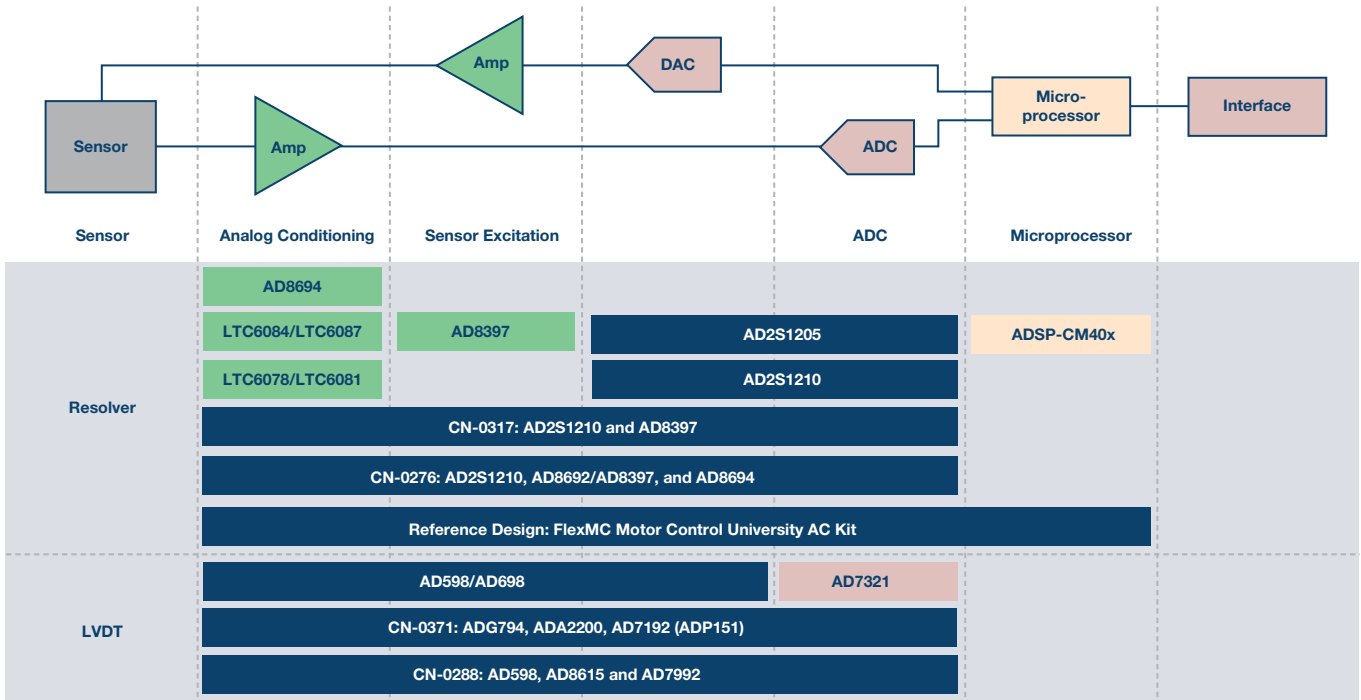 Amp
DAC
Micro-
processor
Interface
Sensor
Amp
ADC
Sensor
Analog Conditioning
Sensor Excitation
ADC
Microprocessor
Resolver
AD8694
LTC6084/LTC6087
AD8397
AD2S1205
ADSP-CM40x
LTC6078/LTC6081
AD2S1210
CN-0317: AD2S1210 and AD8397
CN-0276: AD2S1210, AD8692/AD8397, and AD8694
Reference Design: FlexMC Motor Control University AC Kit
LVDT
AD598/AD698
AD7321
CN-0371: ADG794, ADA2200, AD7192 (ADP151)
CN-0288: AD598, AD8615 and AD7992